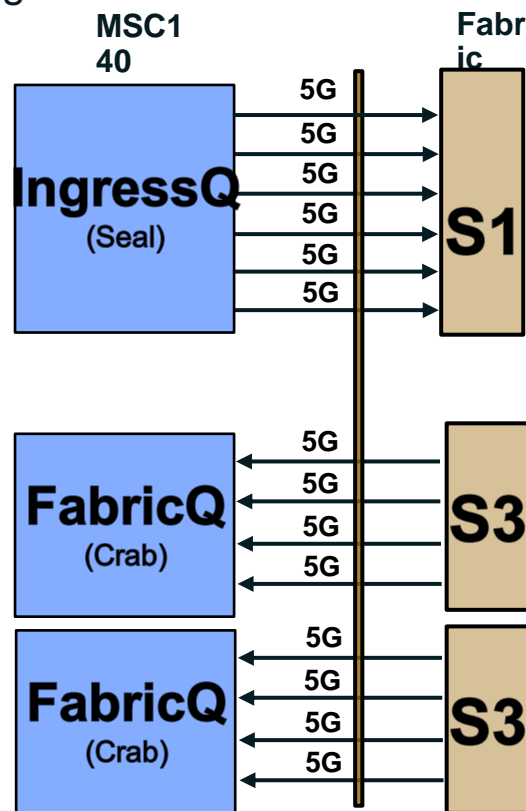 MSC1
40
Fabr
ic
5G
5G
5G
5G
5G
5G
IngressQ
(Seal)
S1
5G
5G
5G
5G
FabricQ
(Crab)
S3
5G
5G
5G
5G
FabricQ
(Crab)
S3